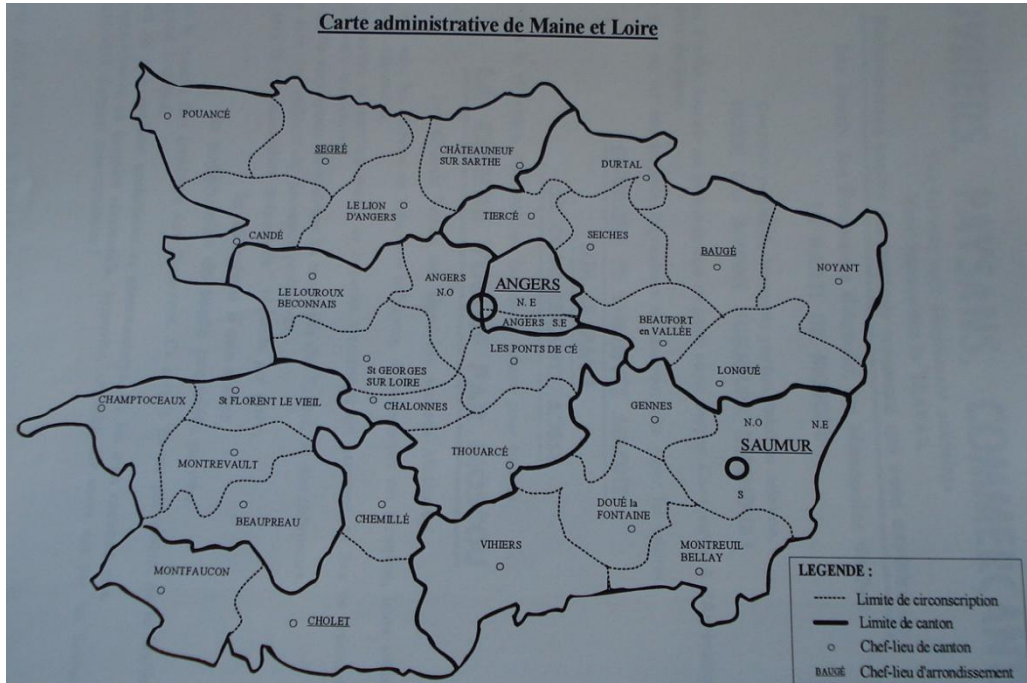 Carte administrative de Maine et Loire
POUANCÉ
SEGRÉ
CHÂTEAUNEUF
SUR SARTHE
DURTAL
LE LION
D'ANGERS
TIERCÉ
CANDÉ
SEICHES
BAUGÉ
NOYANT
ANGERS
N.O
ANGERS
N. E
ANGERS S.E
LE LOUROUX
BECONNAIS
BEAUFORT
en VALLÉE
LES PONTS DE CÉ
St GEORGES
SUR LOIRE
LONGUÉ
CHALONNES
CHAMPTOCEAUX
St FLORENT LE VIEIL
GENNES
N.O
N.E
SAUMUR
S
MONTREVAULT
THOUARCÉ
BEAUPREAU
CHEMILLÉ
DOUÉ la
FONTAINE
VIHIERS
MONTREUIL
BELLAY
MONTFAUCON
CHOLET
LEGENDE :
Limite de circonscription
Limite de canton
Chef-lieu de canton
BAUGÉ Chef-lieu d'arrondissement